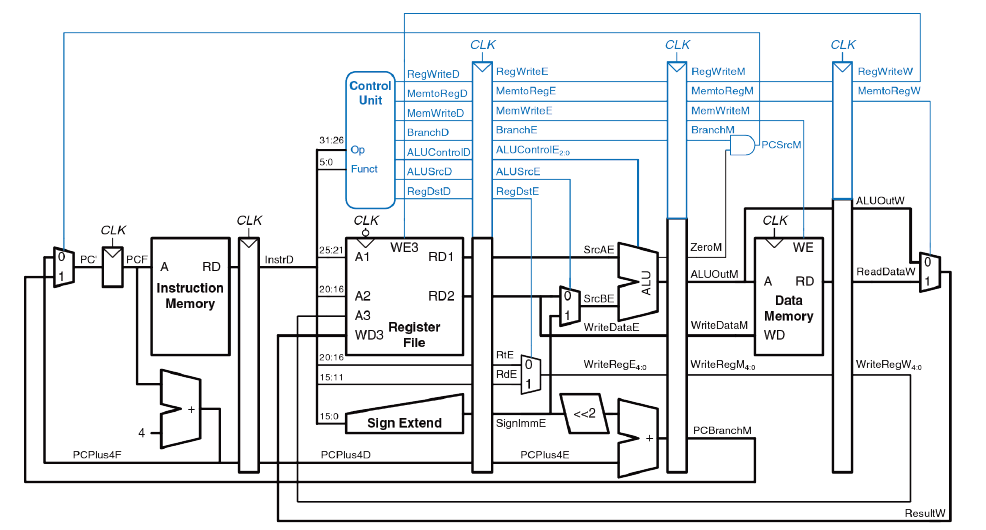 CLK CLK CLK
Control Unit
RegWriteD RegWriteE RegWriteM RegWriteW
MemtoRegD MemtoRegE MemtoRegM MemtoRegW
MemWriteD MemWriteE MemWriteM
BranchD BranchE BranchM
31:26 Op ALUControlD ALUControlE2:0 PCSrcM
5:0 Funct ALUSrcD ALUSrcE
RegDstD RegDstE
ALUOutW
CLK CLK CLK CLK
WE3 WE
0 1 PC' PCF A RD InstrD 25:21 A1 RD1 SrcAE ZeroM
Instruction Memory
ALU ALUOutM A RD ReadDataW 0 1
20:16 A2 RD2 0 1 SrcBE
Data Memory
A3
WD3 Register File WriteDataE WriteDataM WD
20:16 RtE 0 WriteRegE4:0 WriteRegM4:0 WriteRegW4:0
15:11 RdE 1
+ 15:0 Sign Extend SignImmE <<2
4 + PCBranchM
PCPlus4F PCPlus4D PCPlus4E
ResultW